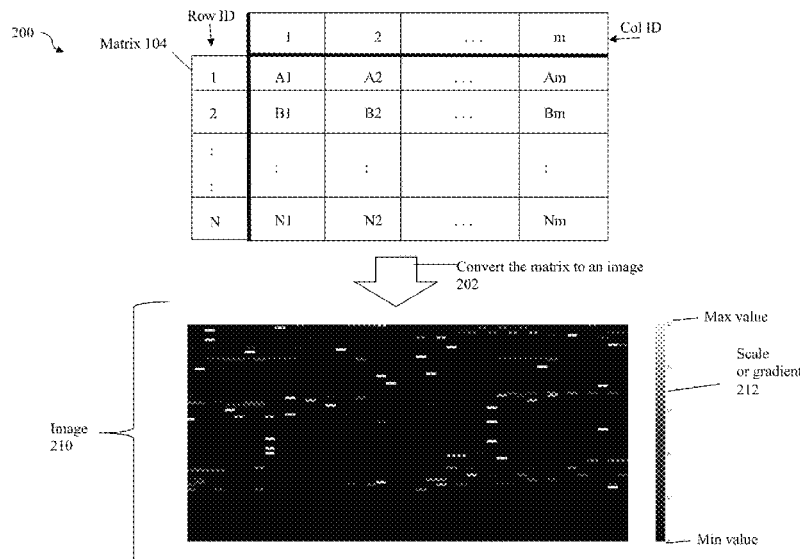 200
Matrix 104
Row ID
Col ID
1 2 . . . m
1 A1 A2 . . . Am
2 B1 B2 . . . Bm
: : : :
:
N N1 N2 . . . Nm
Convert the matrix to an image
202
Max value
Scale
or gradient
212
Image
210
Min value